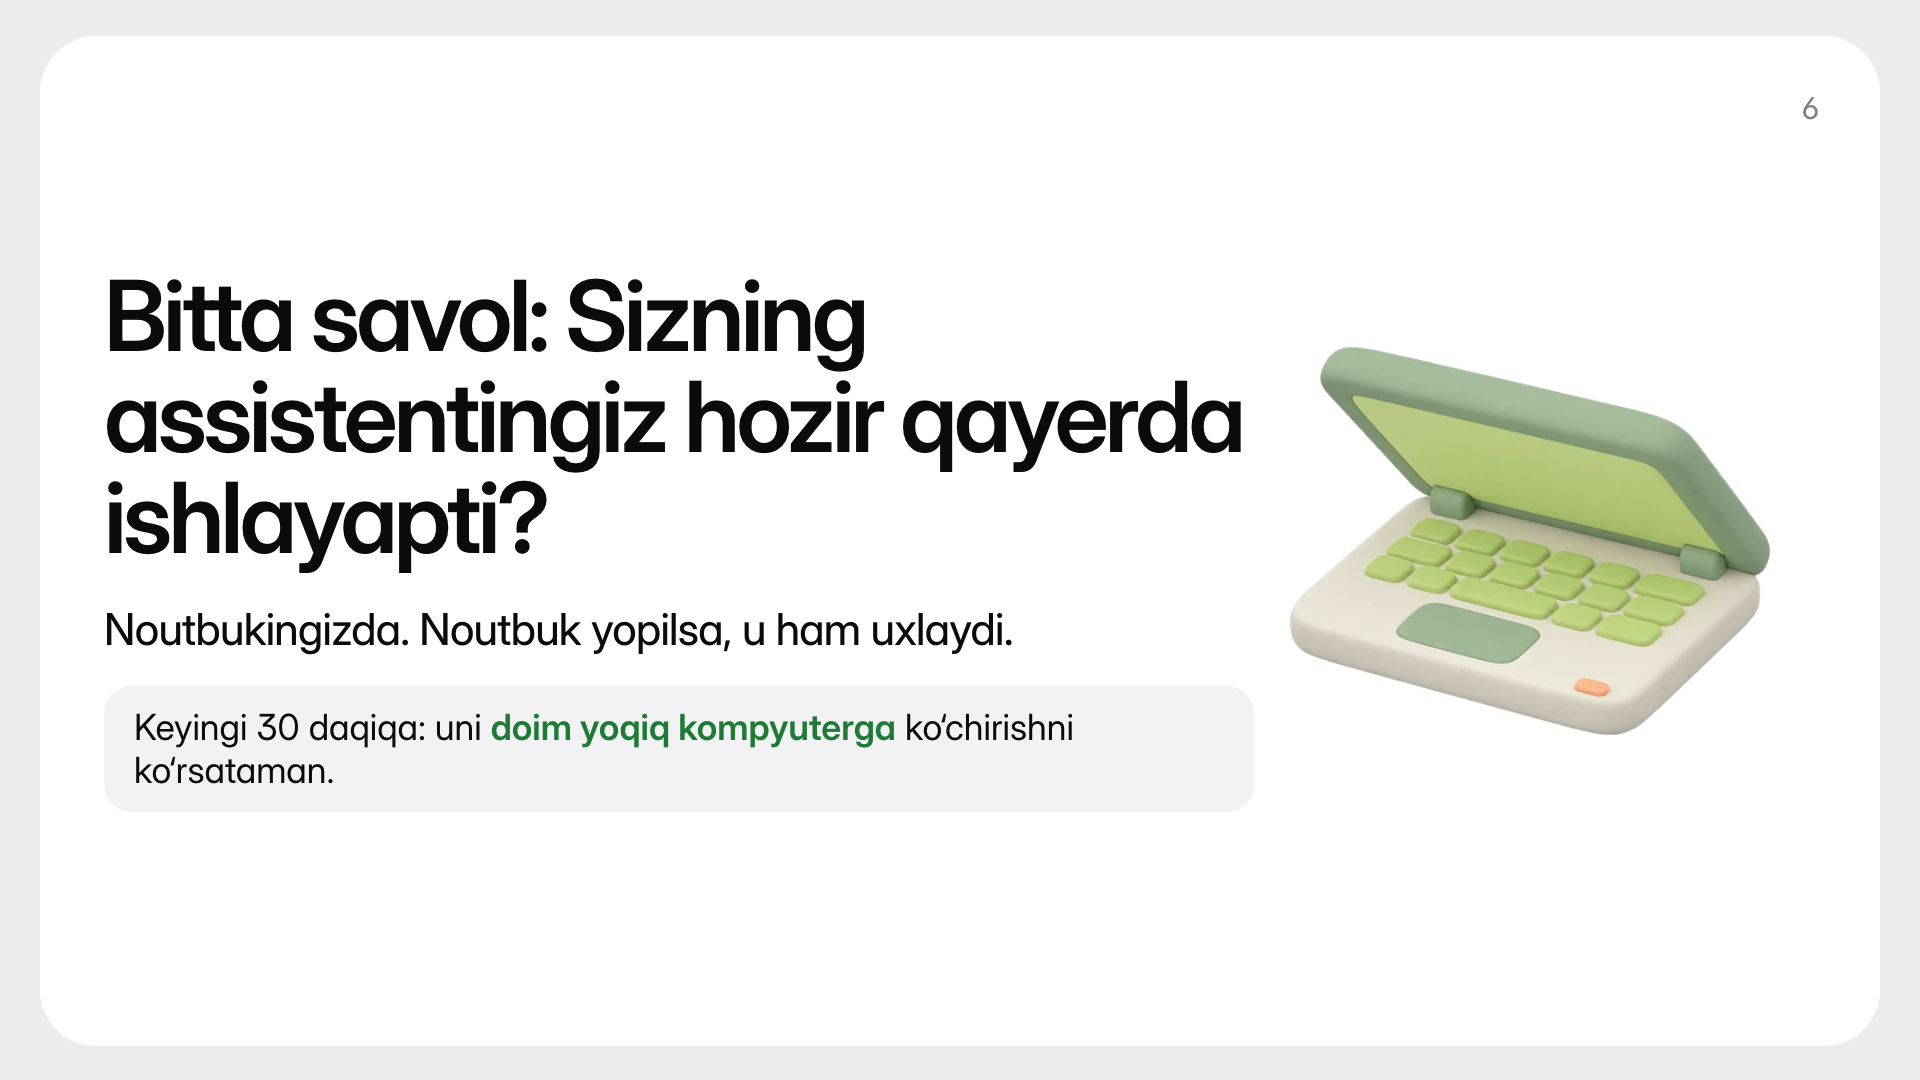 6
Bitta savol: Sizning
assistentingiz hozir qayerda
ishlayapti?
Noutbukingizda. Noutbuk yopilsa, u ham uxlaydi.
Keyingi 30 daqiqa: uni doim yoqiq kompyuterga koʻchirishni
koʻrsataman.